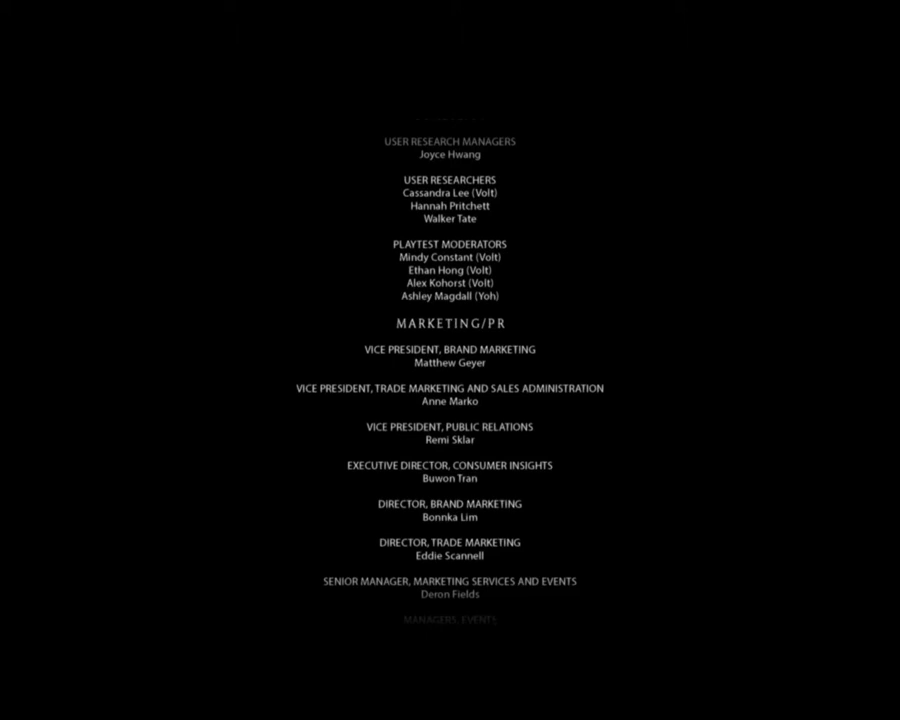 USER RESEARCH MANAGERS
Joyce Hwang
USER RESEARCHERS
Cassandra Lee (Volt)
Hannah Pritchett
Walker Tate
PLAYTEST MODERATORS
Mindy Constant (Volt)
Ethan Hong (Volt)
Alex Kohorst (Volt)
Ashley Magdall (Yoh)
MARKETING/PR
VICE PRESIDENT, BRAND MARKETING
Matthew Geyer
VICE PRESIDENT, TRADE MARKETING AND SALES ADMINISTRATION
Anne Marko
VICE PRESIDENT, PUBLIC RELATIONS
Remi Sklar
EXECUTIVE DIRECTOR, CONSUMER INSIGHTS
Buwon Tran
DIRECTOR, BRAND MARKETING
Bonnka Lim
DIRECTOR, TRADE MARKETING
Eddie Scannell
SENIOR MANAGER, MARKETING SERVICES AND EVENTS
Deron Fields
MANAGERS, EVENTS